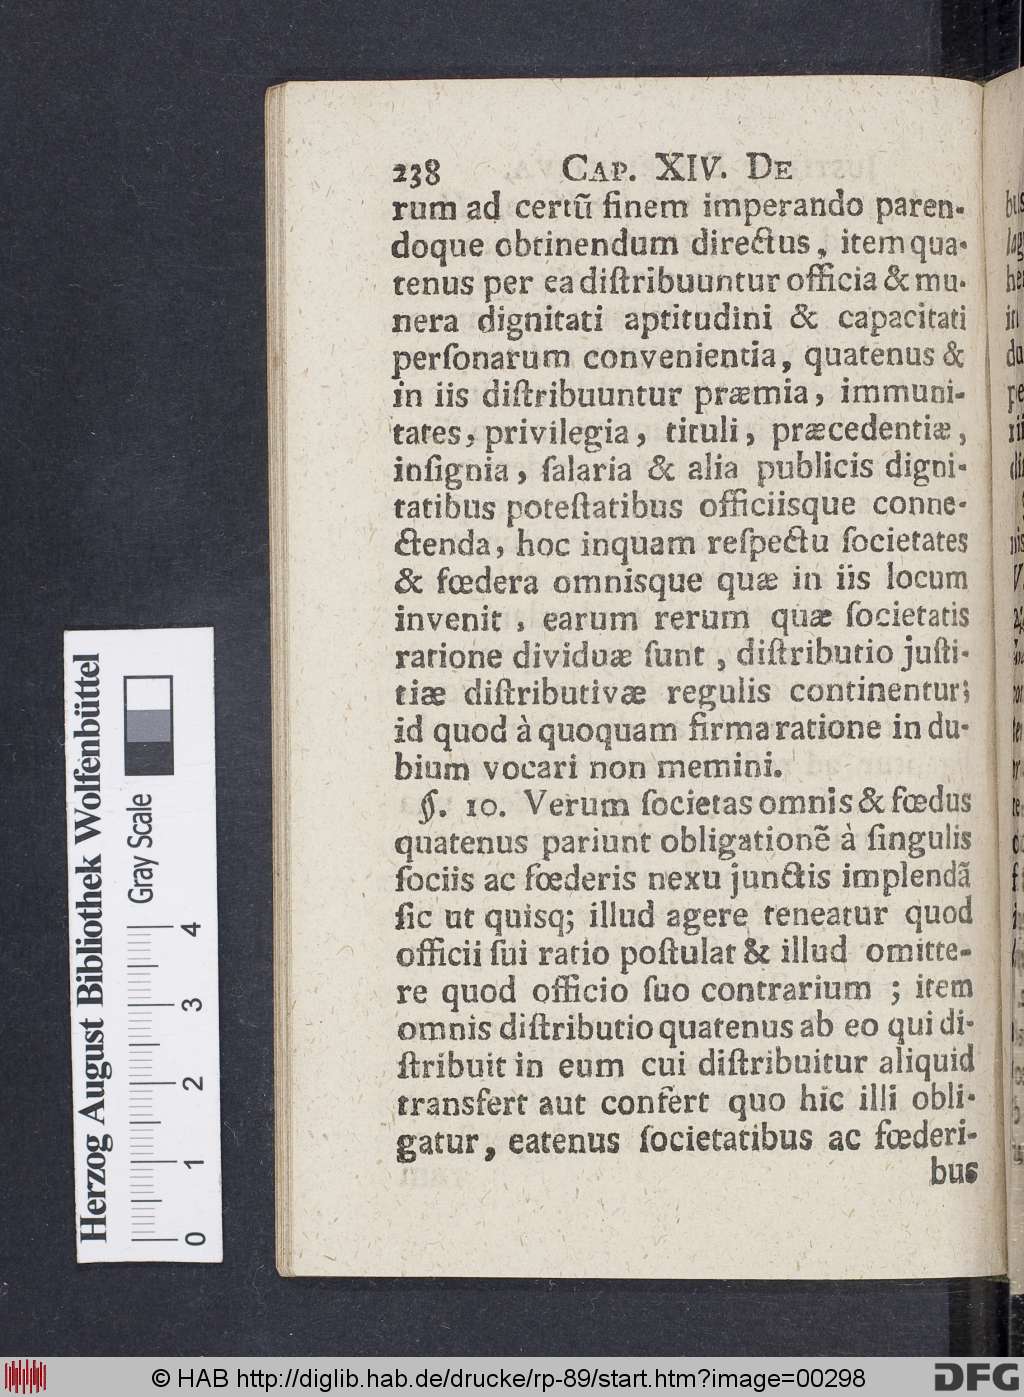 238 CAP. XIV. DE
rum ad certũ finem imperando paren-
doque obtinendum directus, item qua-
tenus per ea diſtribuuntur officia & mu-
nera dignitati aptitudini & capacitati
perſonarum convenientia, quatenus &
in iis diſtribuuntur præmia, immuni-
tates, privilegia, tituli, præcedentiæ,
inſignia, ſalaria & alia publicis digni-
tatibus poteſtatibus officiisque conne-
ctenda, hoc inquam reſpectu ſocietates
& fœdera omnisque quæ in iis locum
invenit, earum rerum quæ ſocietatis
ratione dividuæ ſunt, diſtributio juſti-
tiæ diſtributivæ regulis continentur;
id quod à quoquam firma ratione in du-
bium vocari non memini.
§. 10. Verum ſocietas omnis & fœdus
quatenus pariunt obligationẽ à ſingulis
ſociis ac fœderis nexu junctis implendã
ſic ut quisq; illud agere teneatur quod
officii ſui ratio poſtulat & illud omitte-
re quod officio ſuo contrarium ; item
omnis diſtributio quatenus ab eo qui di-
ſtribuit in eum cui diſtribuitur aliquid
transfert aut confert quo hic illi obli-
gatur, eatenus ſocietatibus ac fœderi-
bus
Herzog August Bibliothek Wolfenbüttel
Gray Scale
0 1 2 3 4
© HAB http://diglib.hab.de/drucke/rp-89/start.htm?image=00298
DFG